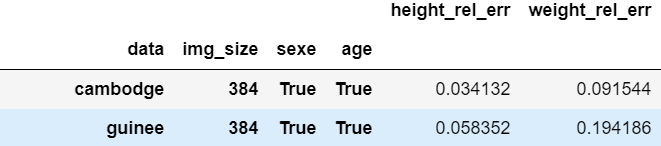 height_rel_err weight_rel_err
data img_size sexe age
cambodge 384 True True 0.034132 0.091544
guinee 384 True True 0.058352 0.194186